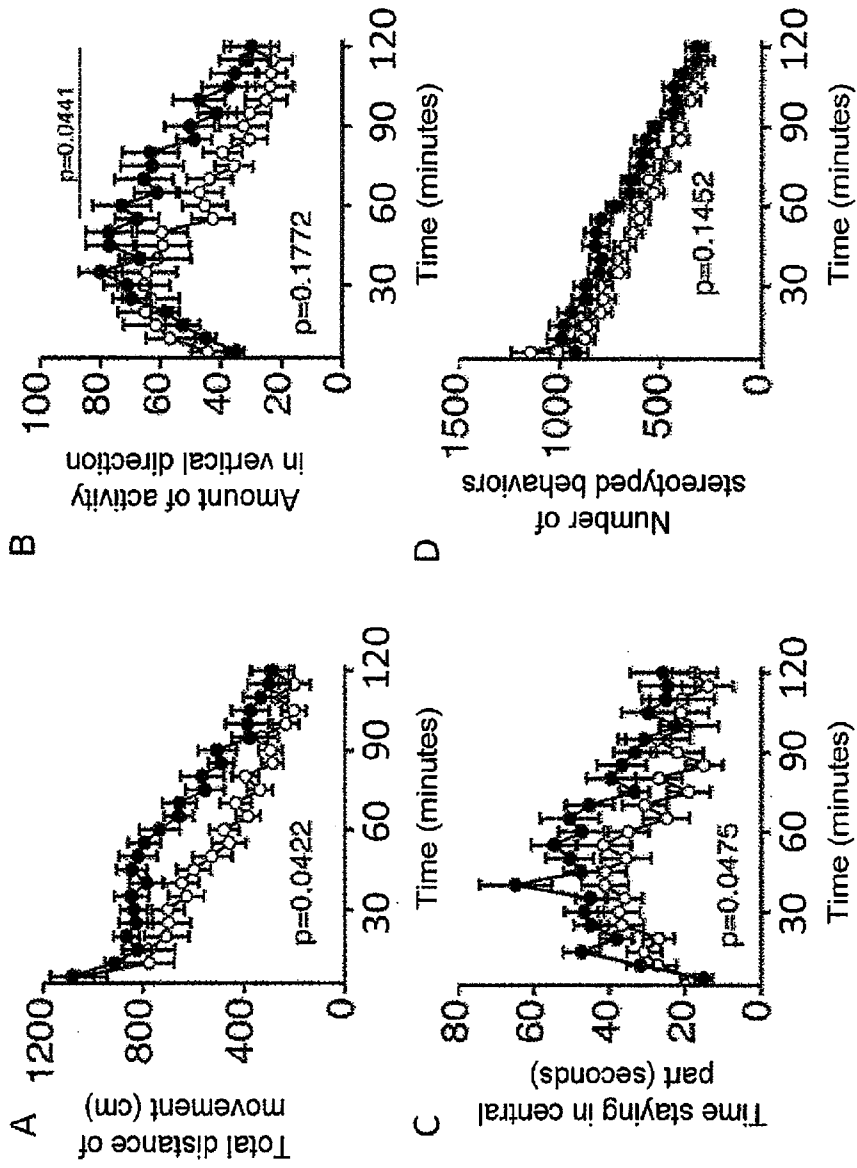 A
Total distance of
movement (cm)
1200
800
400
0
p=0.0422
30
60
90
120
Time (minutes)
B
Amount of activity
in vertical direction
100
80
60
40
20
0
p=0.0441
p=0.1772
30
60
90
120
Time (minutes)
C
Time staying in central
part (seconds)
80
60
40
20
0
p=0.0475
30
60
90
120
Time (minutes)
D
Number of
stereotyped behaviors
1500
1000
500
0
p=0.1452
30
60
90
120
Time (minutes)